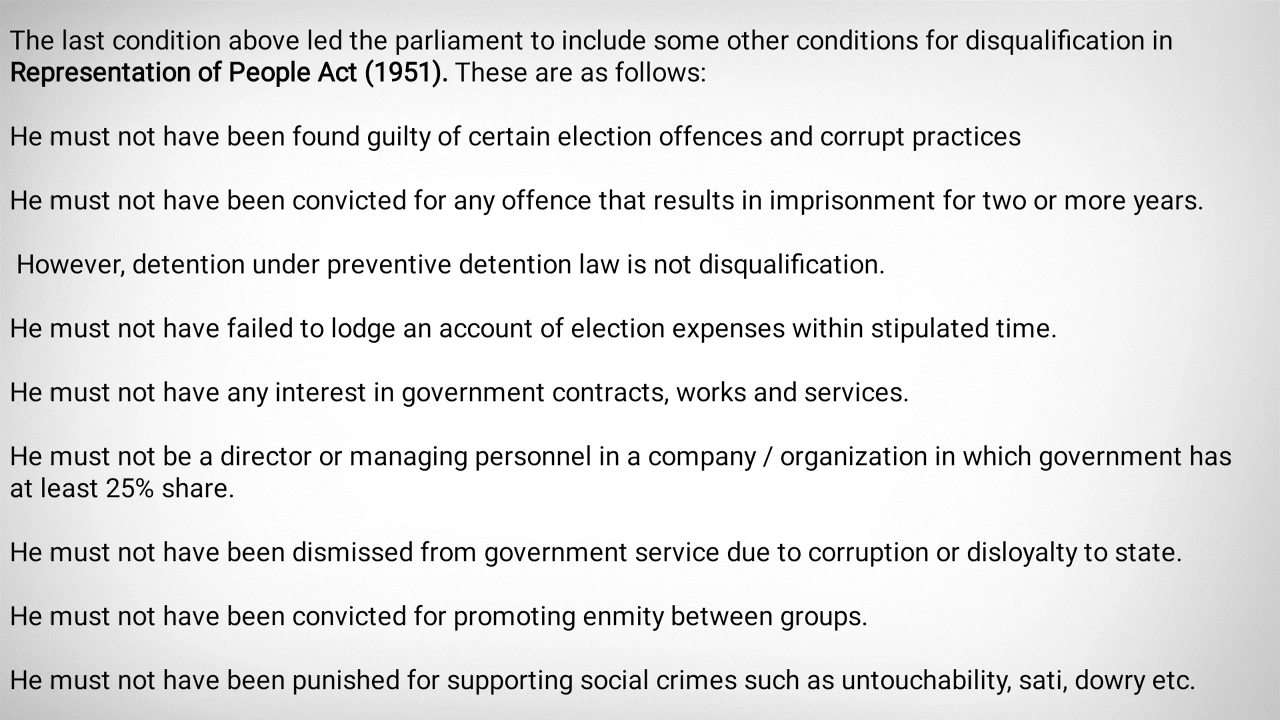 The last condition above led the parliament to include some other conditions for disqualification in
Representation of People Act (1951). These are as follows:
He must not have been found guilty of certain election offences and corrupt practices
He must not have been convicted for any offence that results in imprisonment for two or more years.
However, detention under preventive detention law is not disqualification.
He must not have failed to lodge an account of election expenses within stipulated time.
He must not have any interest in government contracts, works and services.
He must not be a director or managing personnel in a company / organization in which government has
at least 25% share.
He must not have been dismissed from government service due to corruption or disloyalty to state.
He must not have been convicted for promoting enmity between groups.
He must not have been punished for supporting social crimes such as untouchability, sati, dowry etc.